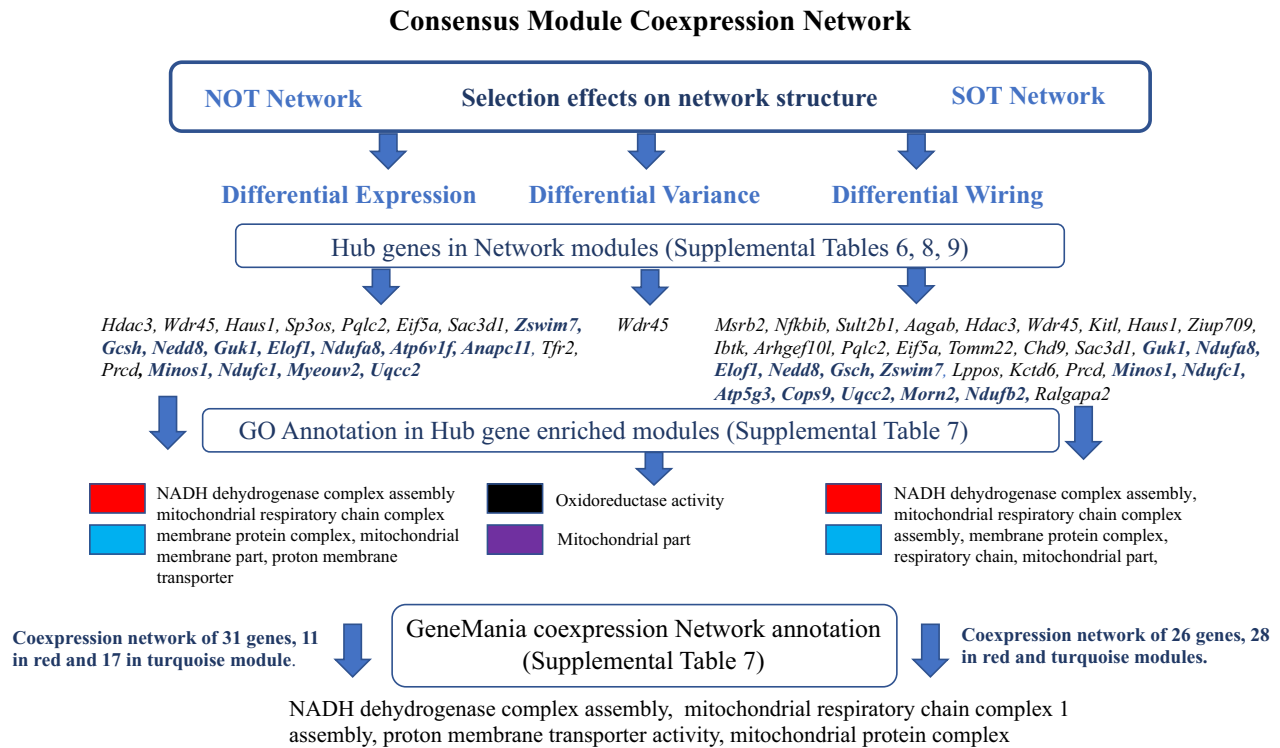 Consensus Module Coexpression Network
NOT Network
Selection effects on network structure
SOT Network
Differential Expression
Differential Variance
Differential Wiring
Hub genes in Network modules (Supplemental Tables 6, 8, 9)
Hdac3, Wdr45, Haus1, Sp3os, Pqlc2, Eif5a, Sac3d1, Zswim7,
Gcsh, Nedd8, Guk1, Elof1, Ndufa8, Atp6v1f, Anapc11, Tfr2,
Prcd, Minos1, Ndufc1, Myeouv2, Uqcc2
Wdr45
Msrb2, Nfkbib, Sult2b1, Aagab, Hdac3, Wdr45, Kitl, Haus1, Ziup709,
Ibtk, Arhgef10l, Pqlc2, Eif5a, Tomm22, Chd9, Sac3d1, Guk1, Ndufa8,
Elof1, Nedd8, Gsch, Zswim7, Lppos, Kctd6, Prcd, Minos1, Ndufc1,
Atp5g3, Cops9, Uqcc2, Morn2, Ndufb2, Ralgapa2
GO Annotation in Hub gene enriched modules (Supplemental Table 7)
NADH dehydrogenase complex assembly
mitochondrial respiratory chain complex
membrane protein complex, mitochondrial
membrane part, proton membrane
transporter
Oxidoreductase activity
Mitochondrial part
NADH dehydrogenase complex assembly,
mitochondrial respiratory chain complex
assembly, membrane protein complex,
respiratory chain, mitochondrial part,
Coexpression network of 31 genes, 11
in red and 17 in turquoise module.
GeneMania coexpression Network annotation
(Supplemental Table 7)
Coexpression network of 26 genes, 28
in red and turquoise modules.
NADH dehydrogenase complex assembly, mitochondrial respiratory chain complex 1
assembly, proton membrane transporter activity, mitochondrial protein complex